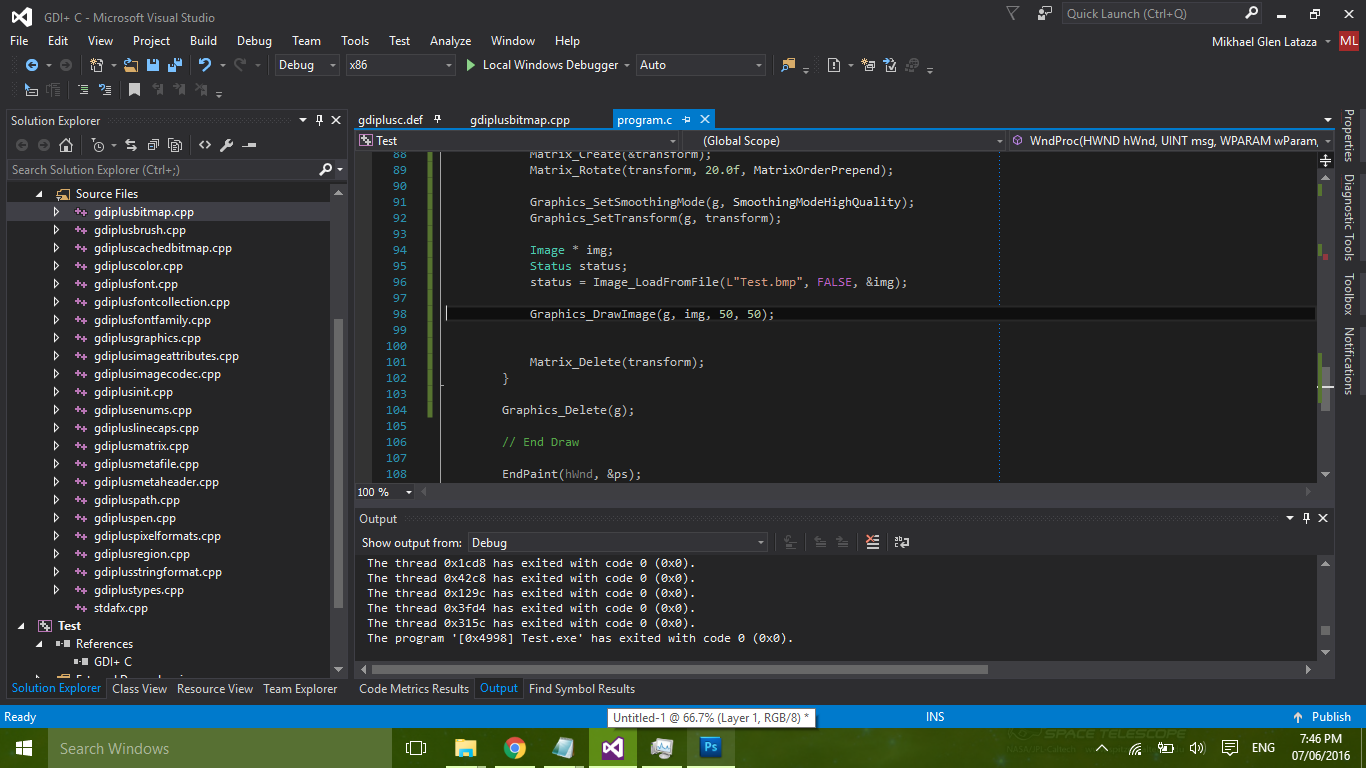 GDI+ C - Microsoft Visual Studio
Quick Launch (Ctrl+Q)
File Edit View Project Build Debug Team Tools Test Analyze Window Help
Mikhael Glen Lataza ML
Debug x86 Local Windows Debugger Auto
Solution Explorer
Search Solution Explorer (Ctrl+;)
Source Files
gdiplusbitmap.cpp
gdiplusbrush.cpp
gdipluscachedbitmap.cpp
gdipluscolor.cpp
gdiplusfont.cpp
gdiplusfontcollection.cpp
gdiplusfontfamily.cpp
gdiplusgraphics.cpp
gdiplusimageattributes.cpp
gdiplusimagecodec.cpp
gdiplusinit.cpp
gdiplusenums.cpp
gdipluslinecaps.cpp
gdiplusmatrix.cpp
gdiplusmetafile.cpp
gdiplusmetaheader.cpp
gdipluspath.cpp
gdipluspen.cpp
gdipluspixelformats.cpp
gdiplusregion.cpp
gdiplusstringformat.cpp
gdiplustypes.cpp
stdafx.cpp
Test
References
GDI+ C
Solution Explorer Class View Resource View Team Explorer
gdiplusc.def gdiplusbitmap.cpp program.c
Test (Global Scope) WndProc(HWND hWnd, UINT msg, WPARAM wParam,
88 Matrix_Create(&transform);
89 Matrix_Rotate(transform, 20.0f, MatrixOrderPrepend);
90
91 Graphics_SetSmoothingMode(g, SmoothingModeHighQuality);
92 Graphics_SetTransform(g, transform);
93
94 Image * img;
95 Status status;
96 status = Image_LoadFromFile(L"Test.bmp", FALSE, &img);
97
98 Graphics_DrawImage(g, img, 50, 50);
99
100
101 Matrix_Delete(transform);
102 }
103
104 Graphics_Delete(g);
105
106 // End Draw
107
108 EndPaint(hWnd, &ps);
100 %
Output
Show output from: Debug
The thread 0x1cd8 has exited with code 0 (0x0).
The thread 0x42c8 has exited with code 0 (0x0).
The thread 0x129c has exited with code 0 (0x0).
The thread 0x3fd4 has exited with code 0 (0x0).
The thread 0x315c has exited with code 0 (0x0).
The program '[0x4998] Test.exe' has exited with code 0 (0x0).
Code Metrics Results Output Find Symbol Results
Properties
Diagnostic Tools
Toolbox
Notifications
Ready INS Publish
Untitled-1 @ 66.7% (Layer 1, RGB/8) *
Search Windows
Ps
SPACE TELESCOPE
ENG
7:46 PM
07/06/2016